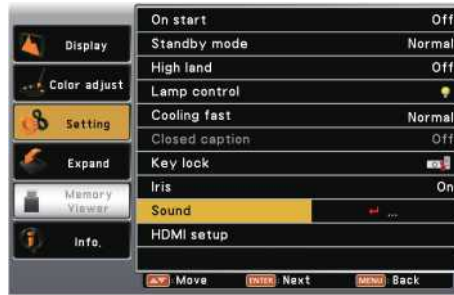 Display
Color adjust
Setting
Expand
Memory
Viewer
Info.
On start Off
Standby mode Normal
High land Off
Lamp control
Cooling fast Normal
Closed caption Off
Key lock
Iris On
Sound ...
HDMI setup
Move ENTER Next MENU Back